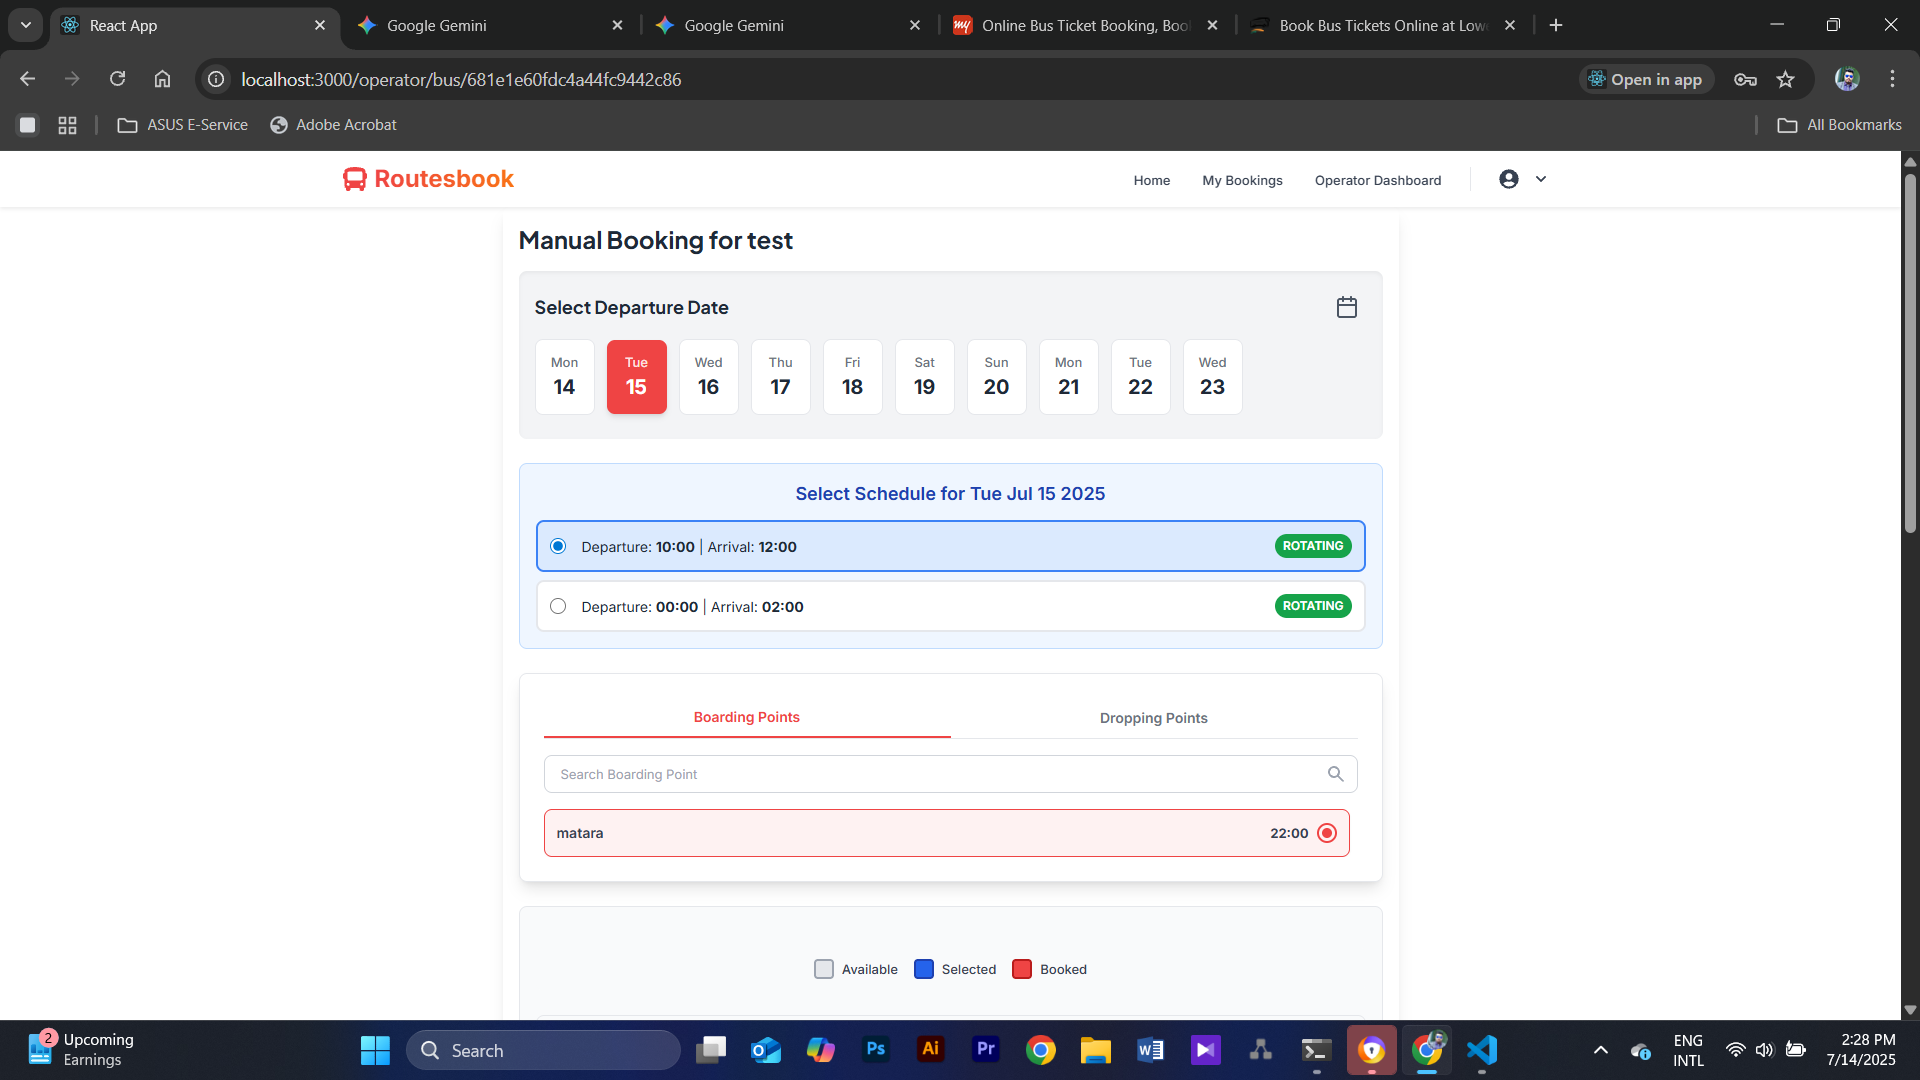 React App
Google Gemini
Google Gemini
Online Bus Ticket Booking, Boo
Book Bus Tickets Online at Lowe
localhost:3000/operator/bus/681e1e60fdc4a44fc9442c86
Open in app
ASUS E-Service
Adobe Acrobat
All Bookmarks
Routesbook
Home
My Bookings
Operator Dashboard
Manual Booking for test
Select Departure Date
Mon Tue Wed Thu Fri Sat Sun Mon Tue Wed
14 15 16 17 18 19 20 21 22 23
Select Schedule for Tue Jul 15 2025
Departure: 10:00 | Arrival: 12:00 ROTATING
Departure: 00:00 | Arrival: 02:00 ROTATING
Boarding Points Dropping Points
Search Boarding Point
matara 22:00
Available Selected Booked
2 Upcoming
Earnings
Search
Ps
Ai
Pr
ENG
INTL
2:28 PM
7/14/2025